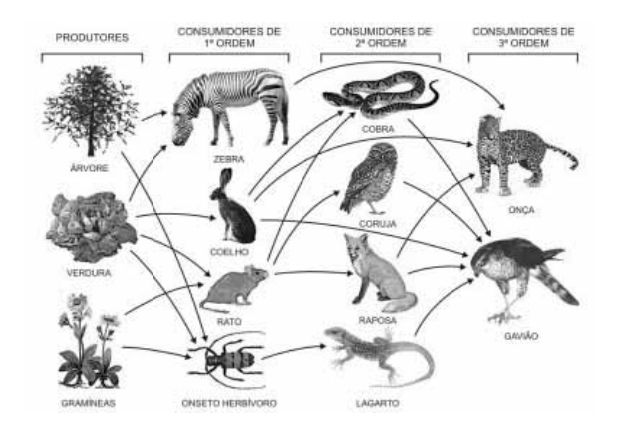 PRODUTORES
CONSUMIDORES DE
1ª ORDEM
CONSUMIDORES DE
2ª ORDEM
CONSUMIDORES DE
3ª ORDEM
ÁRVORE
ZEBRA
COBRA
ONÇA
VERDURA
COELHO
CORUJA
RATO
RAPOSA
GAVIÃO
GRAMÍNEAS
ONSETO HERBÍVORO
LAGARTO